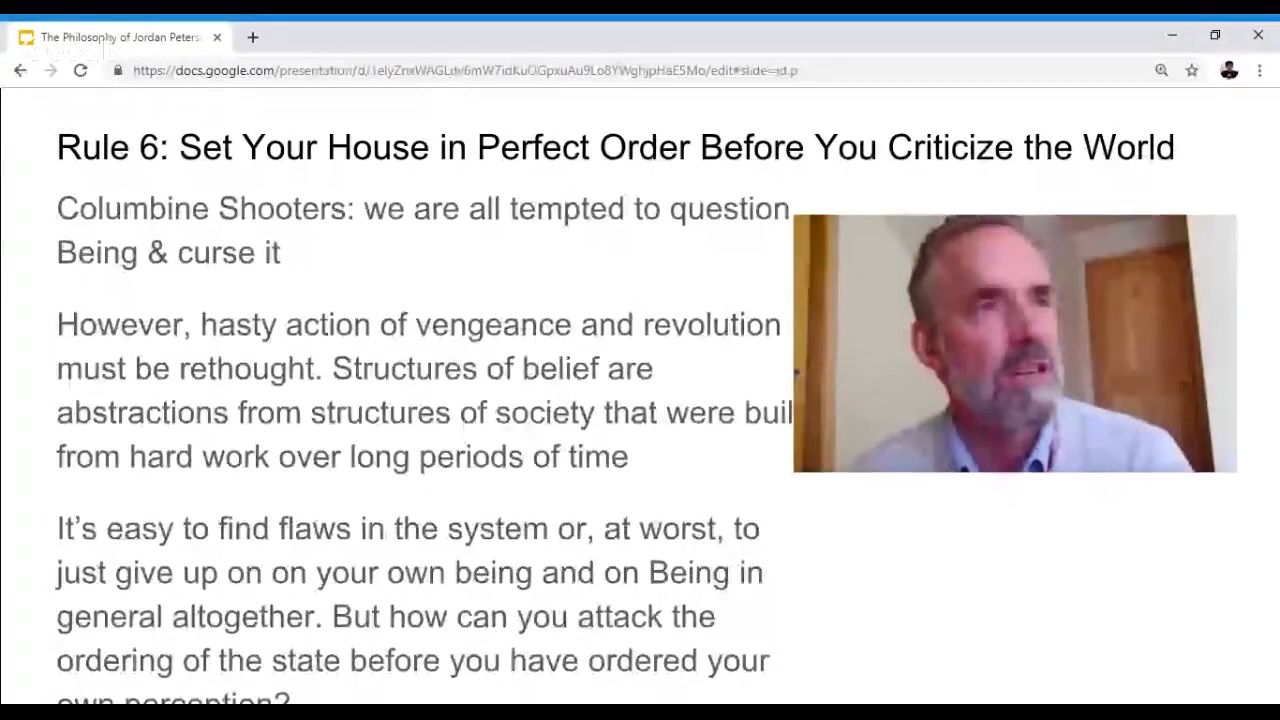 The Philosophy of Jordan Peters
Rule 6: Set Your House in Perfect Order Before You Criticize the World
Columbine Shooters: we are all tempted to question
Being & curse it
However, hasty action of vengeance and revolution
must be rethought. Structures of belief are
abstractions from structures of society that were buil
from hard work over long periods of time
It's easy to find flaws in the system or, at worst, to
just give up on on your own being and on Being in
general altogether. But how can you attack the
ordering of the state before you have ordered your
own perception?